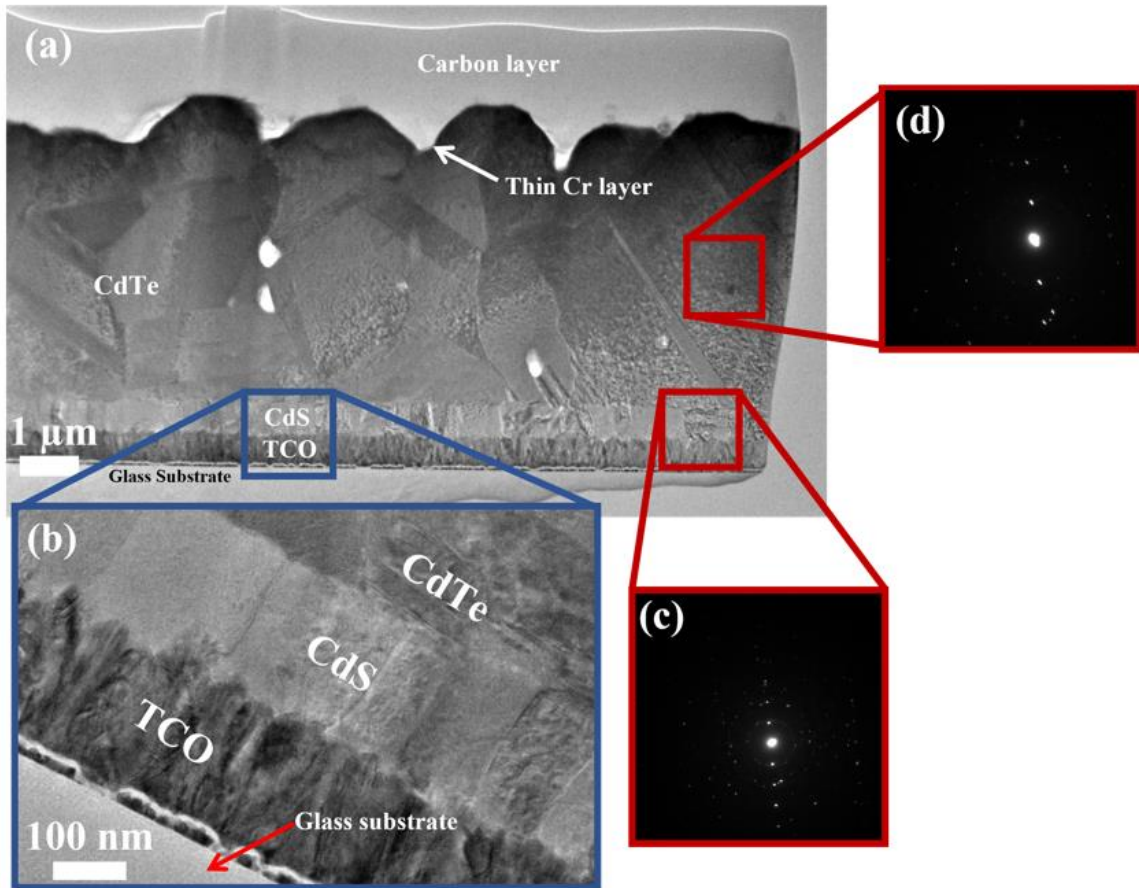 (a)
Carbon layer
(d)
Thin Cr layer
CdTe
CdS
1 µm
TCO
Glass Substrate
(b)
CdTe
CdS
(c)
TCO
Glass substrate
100 nm